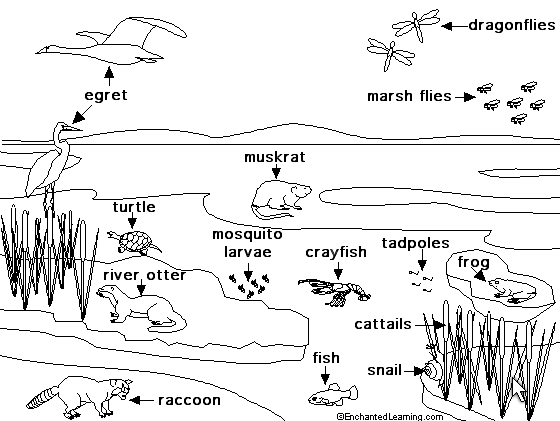 dragonflies
egret
marsh flies
muskrat
turtle
mosquito
larvae
crayfish
tadpoles
frog
river otter
cattails
fish
snail
raccoon
©EnchantedLearning.com